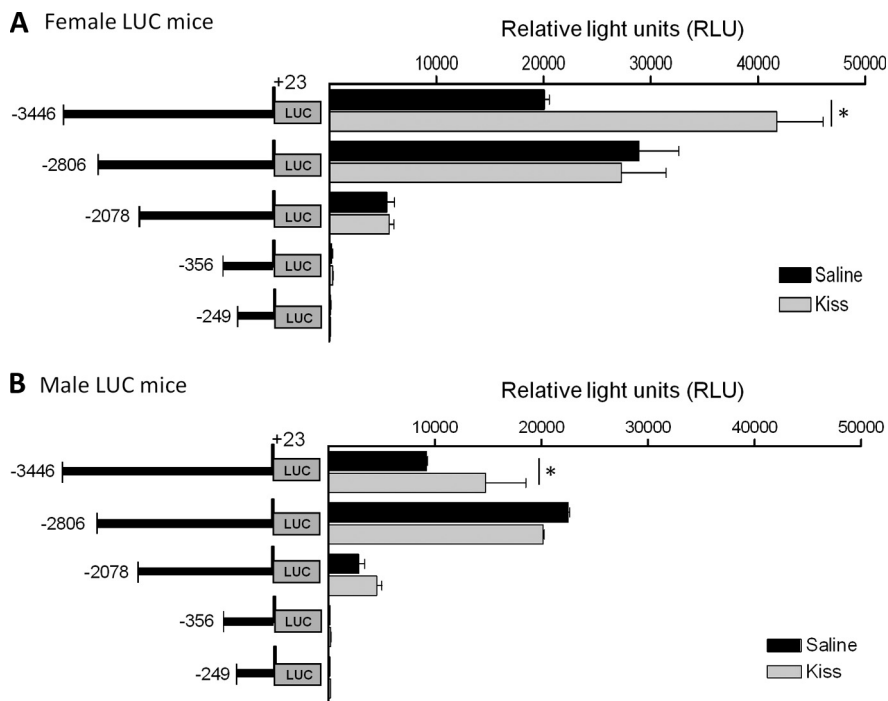 A Female LUC mice
Relative light units (RLU)
10000 20000 30000 40000 50000
+23
-3446 LUC *
-2806 LUC
-2078 LUC
-356 LUC
-249 LUC
Saline
Kiss
B Male LUC mice
Relative light units (RLU)
10000 20000 30000 40000 50000
+23
-3446 LUC *
-2806 LUC
-2078 LUC
-356 LUC
-249 LUC
Saline
Kiss